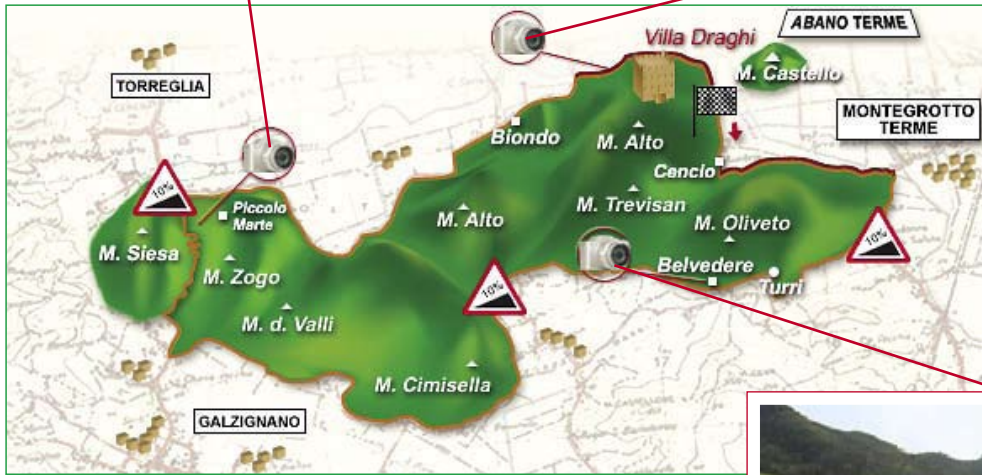 ABANO TERME
Villa Draghi
M. Castello
TORREGLIA
MONTEGROTTO
TERME
Biondo
M. Alto
Cencio
10%
Piccolo
Marte
M. Alto
M. Trevisan
M. Oliveto
M. Siesa
M. Zogo
10%
Belvedere
Turri
10%
M. d. Valli
M. Cimisella
GALZIGNANO